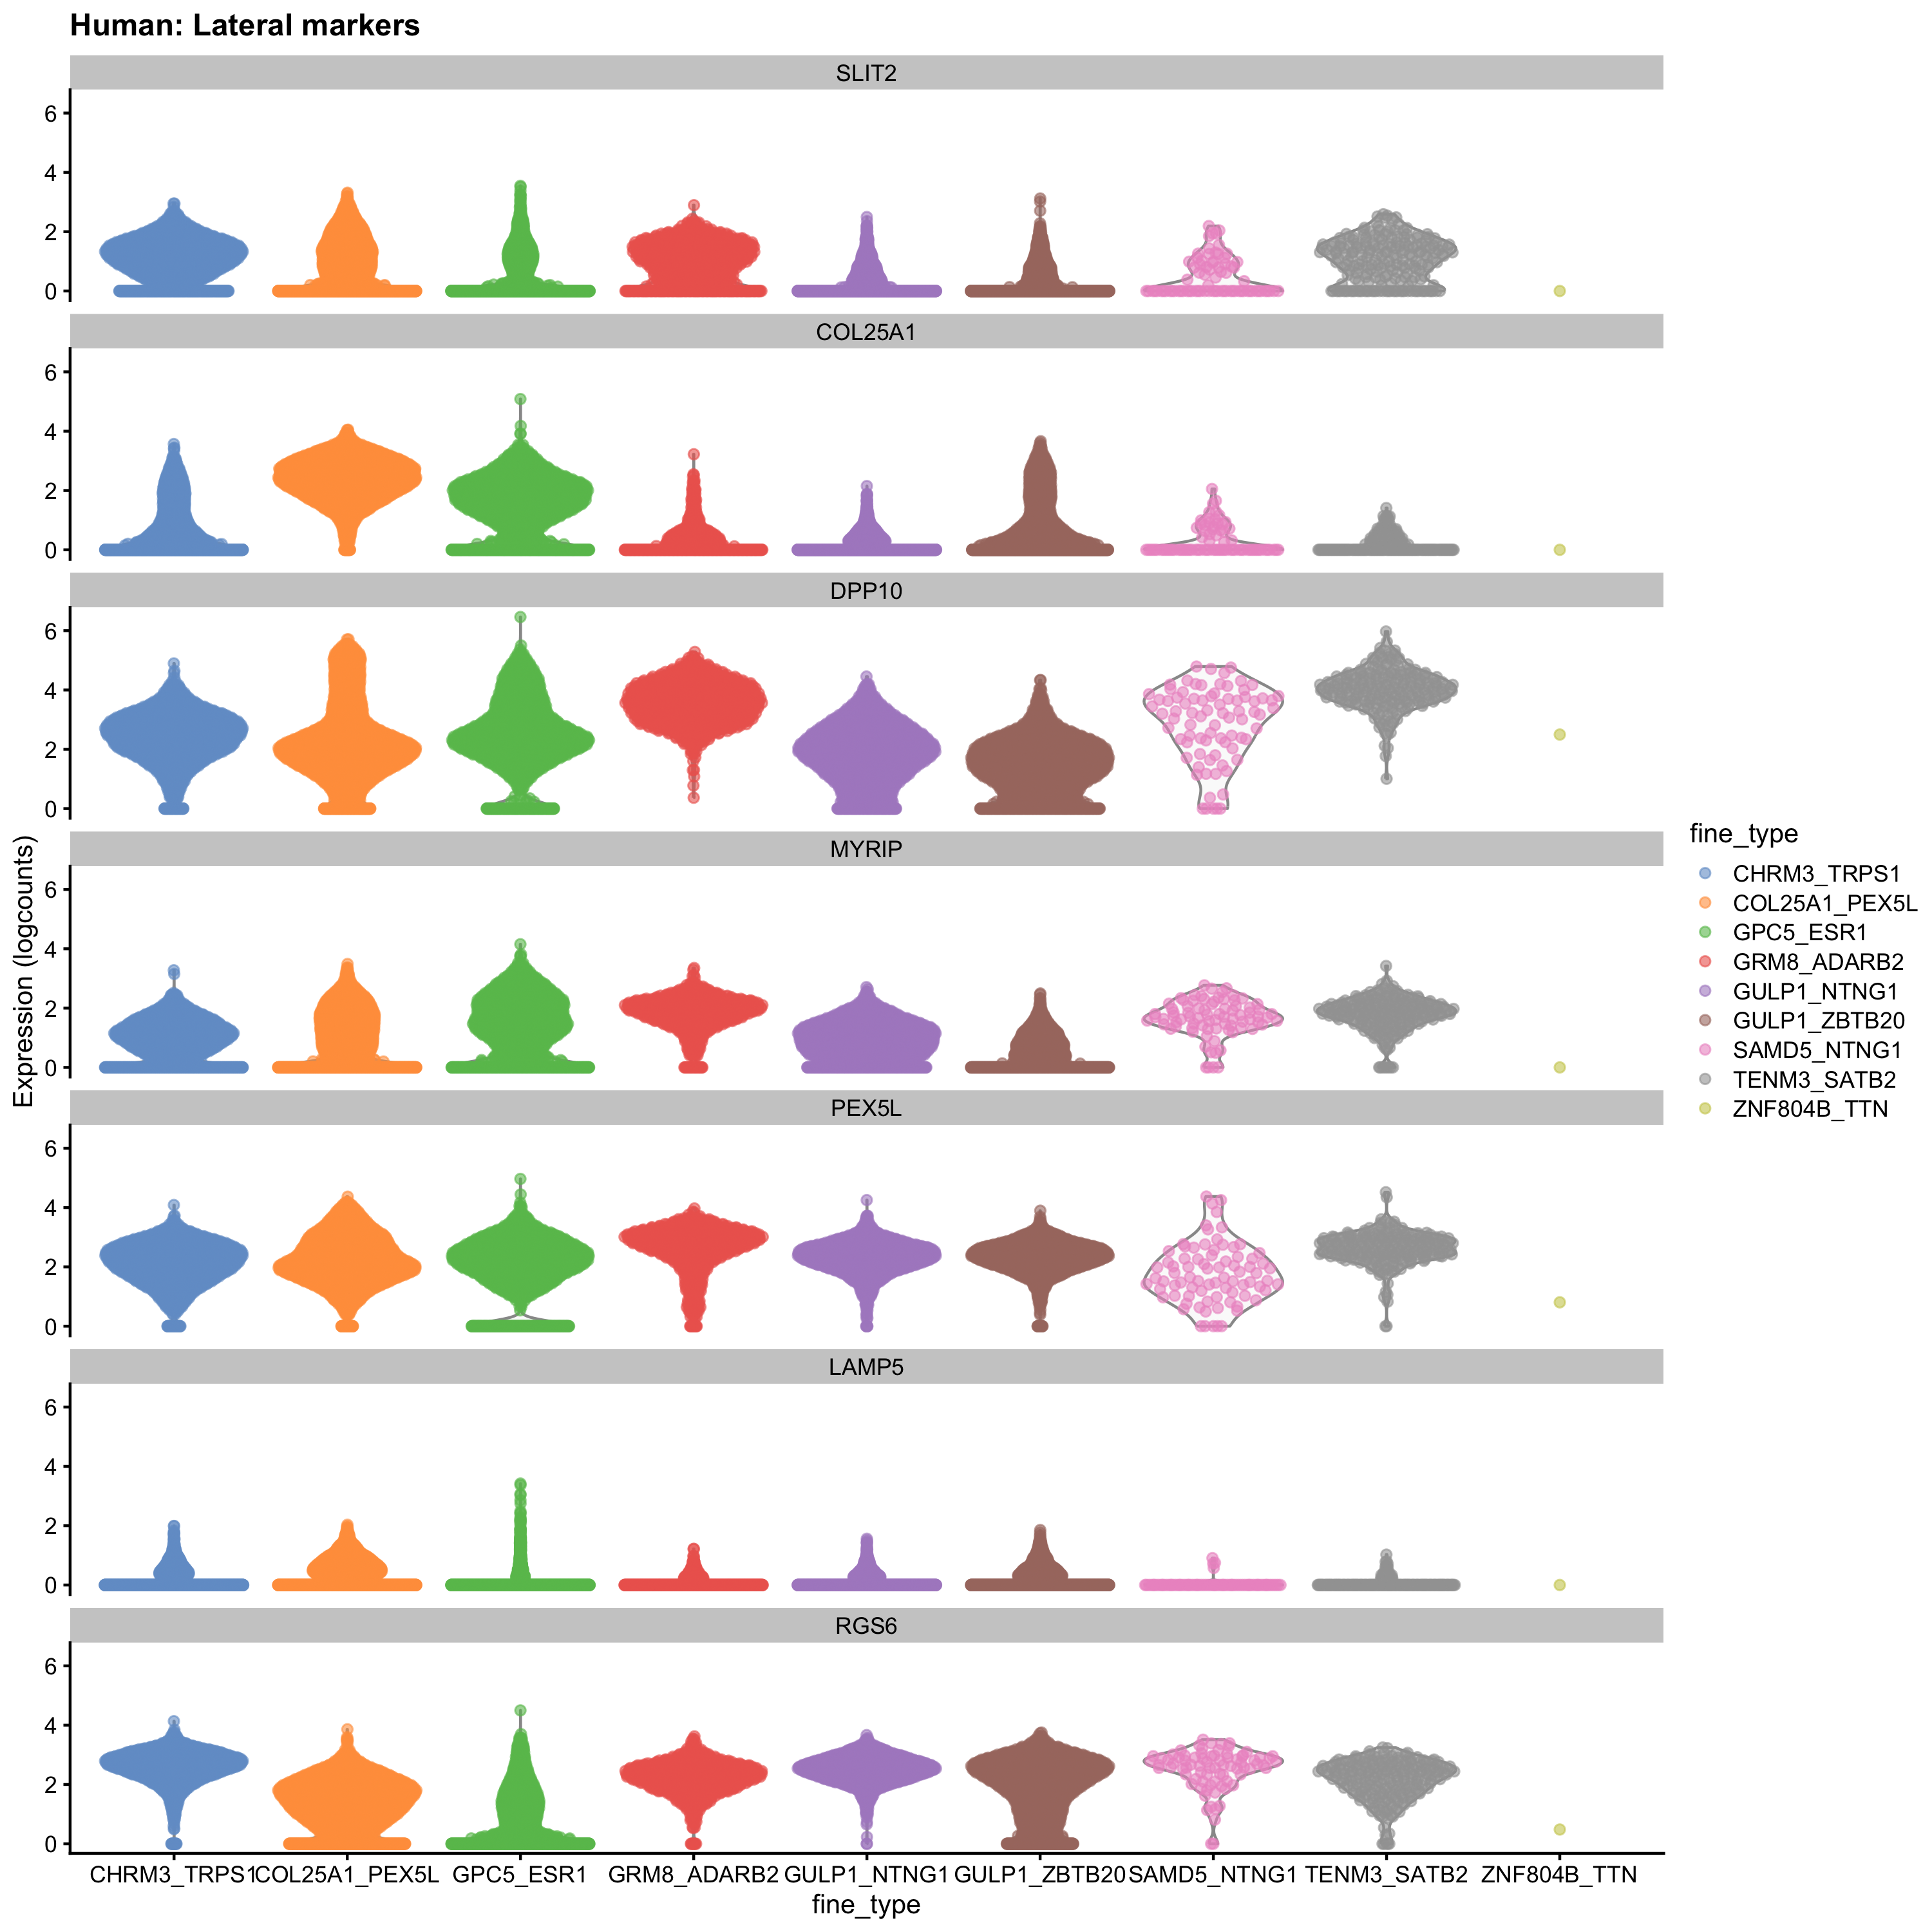 Human: Lateral markers
SLIT2
6
4
2
0
COL25A1
6
4
2
0
DPP10
6
4
2
0
MYRIP
6
4
2
0
PEX5L
6
4
2
0
LAMP5
6
4
2
0
RGS6
6
4
2
0
CHRM3_TRPS1 COL25A1_PEX5L GPC5_ESR1 GRM8_ADARB2 GULP1_NTNG1 GULP1_ZBTB20 SAMD5_NTNG1 TENM3_SATB2 ZNF804B_TTN
fine_type
Expression (logcounts)
fine_type
CHRM3_TRPS1
COL25A1_PEX5L
GPC5_ESR1
GRM8_ADARB2
GULP1_NTNG1
GULP1_ZBTB20
SAMD5_NTNG1
TENM3_SATB2
ZNF804B_TTN